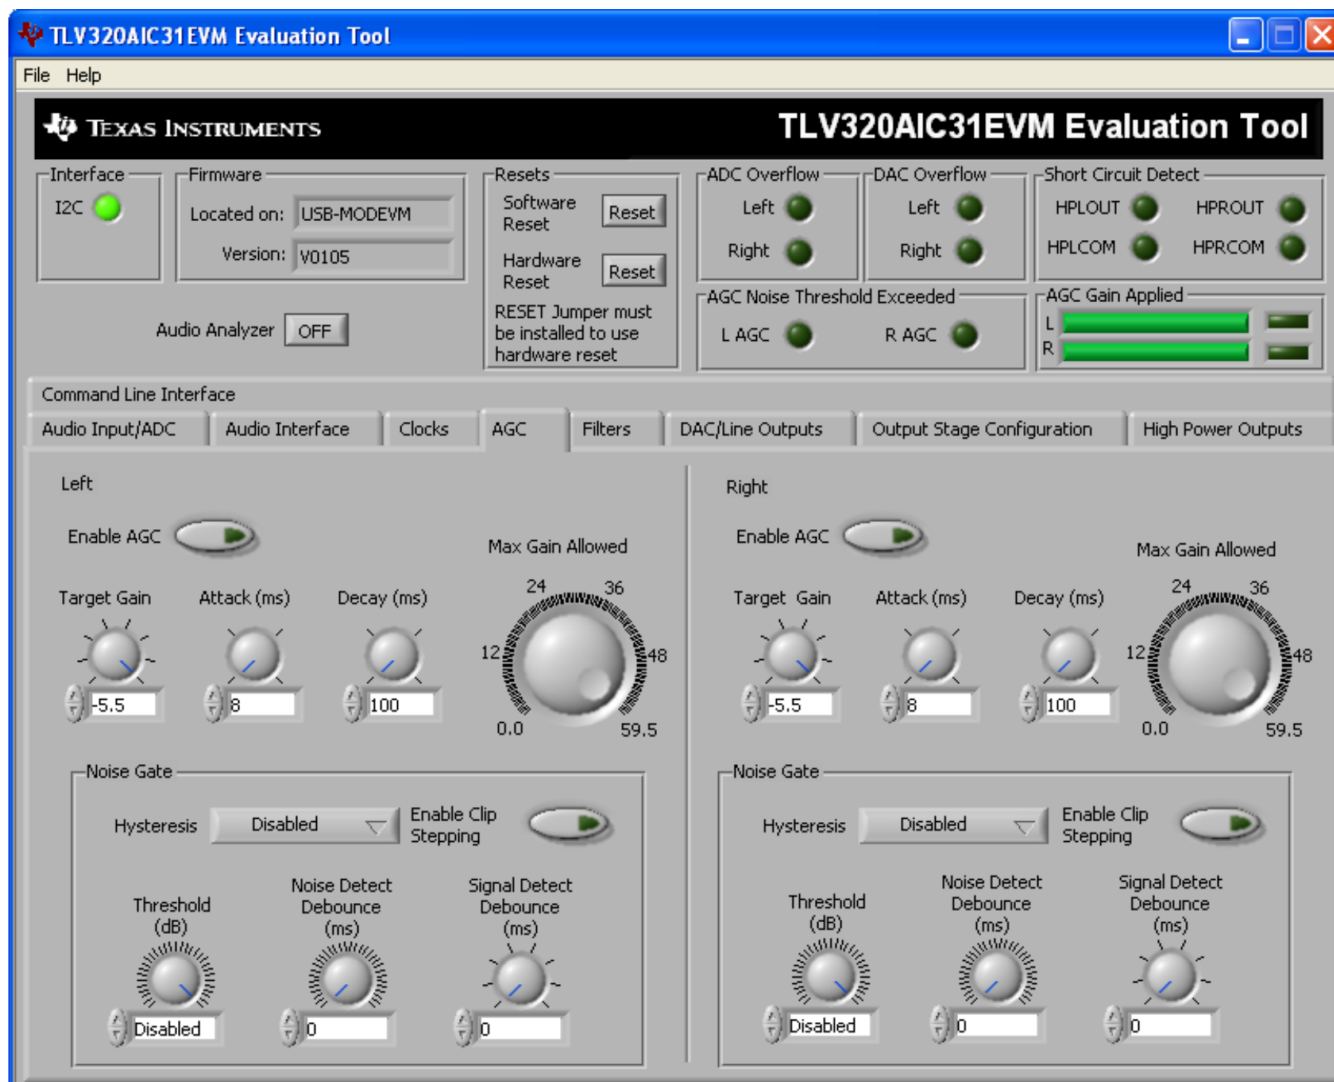 TLV320AIC31EVM Evaluation Tool
File Help
TEXAS INSTRUMENTS
TLV320AIC31EVM Evaluation Tool
Interface
I2C
Firmware
Located on: USB-MODEVM
Version: V0105
Audio Analyzer OFF
Resets
Software
Reset
Reset
Hardware
Reset
Reset
RESET Jumper must
be installed to use
hardware reset
ADC Overflow
Left
Right
DAC Overflow
Left
Right
Short Circuit Detect
HPLOUT HPROUT
HPLCOM HPRCOM
AGC Noise Threshold Exceeded
L AGC R AGC
AGC Gain Applied
L
R
Command Line Interface
Audio Input/ADC Audio Interface Clocks AGC Filters DAC/Line Outputs Output Stage Configuration High Power Outputs
Left
Enable AGC
Target Gain Attack (ms) Decay (ms)
-5.5 8 100
Max Gain Allowed
24 36
12 48
0.0 59.5
Noise Gate
Hysteresis Disabled
Enable Clip
Stepping
Threshold
(dB)
Disabled
Noise Detect
Debounce
(ms)
0
Signal Detect
Debounce
(ms)
0
Right
Enable AGC
Target Gain Attack (ms) Decay (ms)
-5.5 8 100
Max Gain Allowed
24 36
12 48
0.0 59.5
Noise Gate
Hysteresis Disabled
Enable Clip
Stepping
Threshold
(dB)
Disabled
Noise Detect
Debounce
(ms)
0
Signal Detect
Debounce
(ms)
0